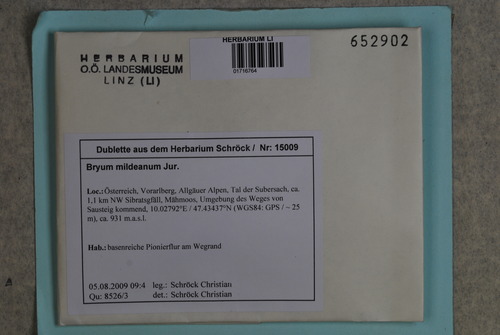 HERBARIUM LI
01716764
652902
HERBARIUM
O.Ö. LANDESMUSEUM
LINZ (LI)
Dublette aus dem Herbarium Schröck / Nr: 15009
Bryum mildeanum Jur.
Loc.: Österreich, Vorarlberg, Allgäuer Alpen, Tal der Subersach, ca.
1,1 km NW Sibratsgfäll, Mähmoos, Umgebung des Weges von
Sausteig kommend, 10.02792°E / 47.43437°N (WGS84: GPS / ~ 25
m), ca. 931 m.a.s.l.
Hab.: basenreiche Pionierflur am Wegrand
05.08.2009 09:4 leg.: Schröck Christian
Qu: 8526/3 det.: Schröck Christian